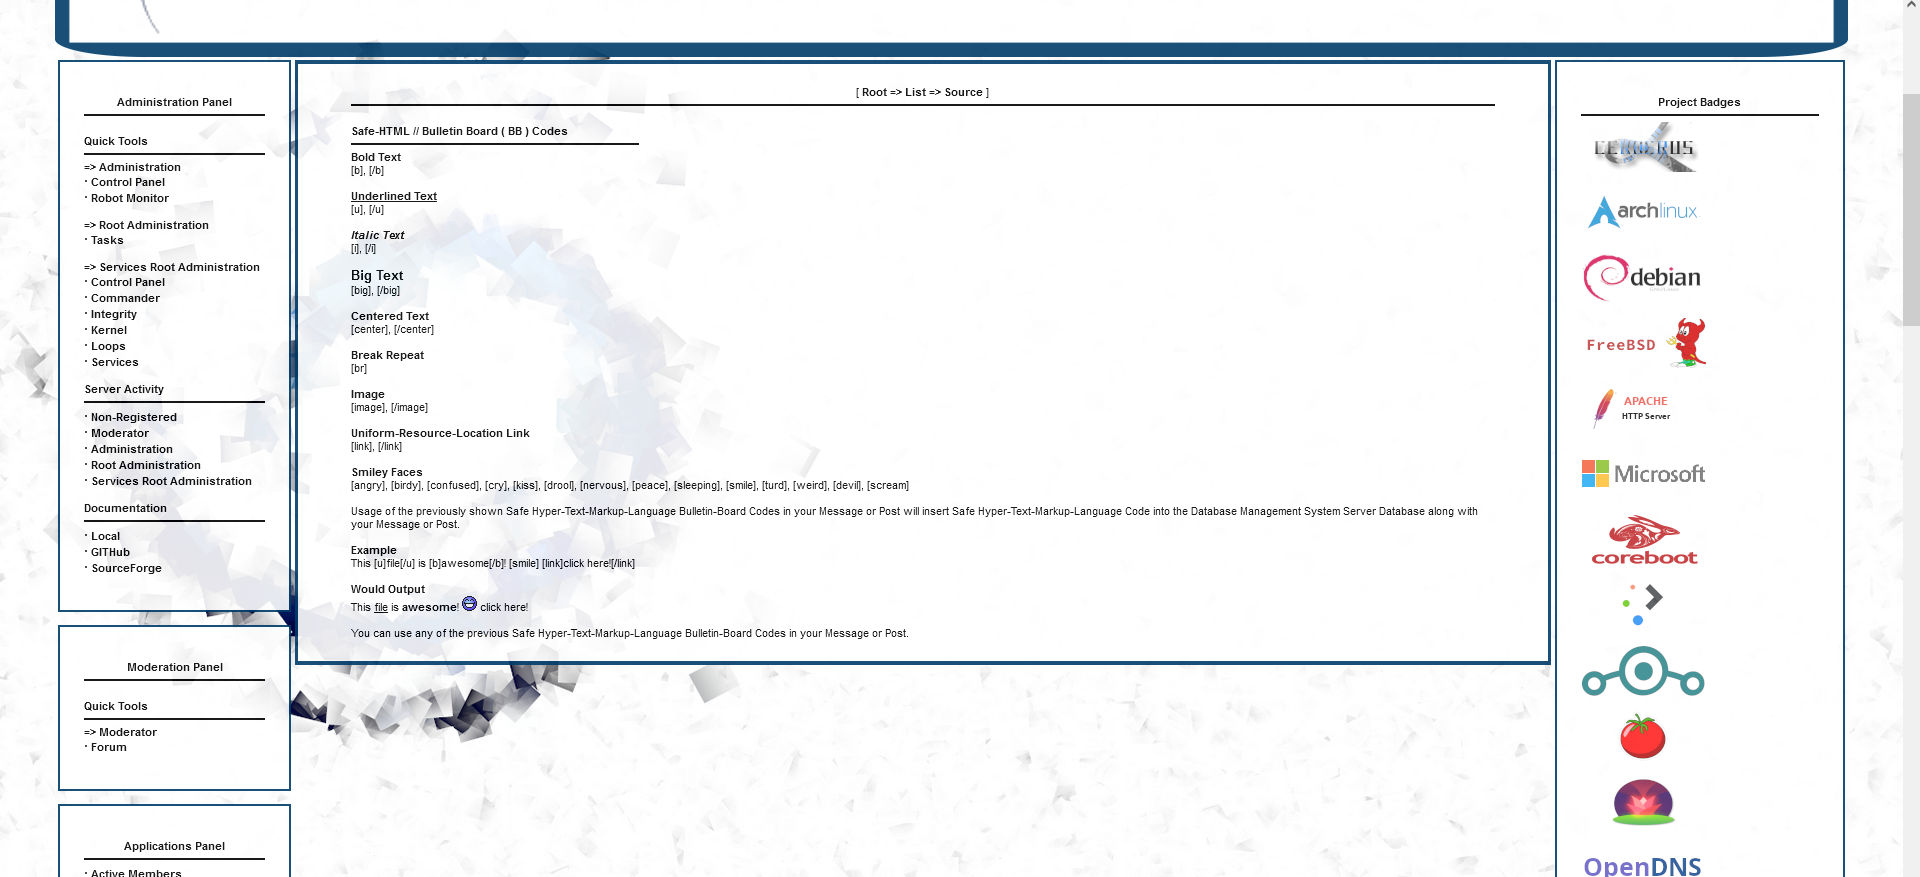 Administration Panel
Quick Tools
=> Administration
· Control Panel
· Robot Monitor
=> Root Administration
· Tasks
=> Services Root Administration
· Control Panel
· Commander
· Integrity
· Kernel
· Loops
· Services
Server Activity
· Non-Registered
· Moderator
· Administration
· Root Administration
· Services Root Administration
Documentation
· Local
· GITHub
· SourceForge
Moderation Panel
Quick Tools
=> Moderator
· Forum
Applications Panel
· Active Members
[ Root => List => Source ]
Safe-HTML // Bulletin Board ( BB ) Codes
Bold Text
[b], [/b]
Underlined Text
[u], [/u]
Italic Text
[i], [/i]
Big Text
[big], [/big]
Centered Text
[center], [/center]
Break Repeat
[br]
Image
[image], [/image]
Uniform-Resource-Location Link
[link], [/link]
Smiley Faces
[angry], [birdy], [confused], [cry], [kiss], [drool], [nervous], [peace], [sleeping], [smile], [turd], [weird], [devil], [scream]
Usage of the previously shown Safe Hyper-Text-Markup-Language Bulletin-Board Codes in your Message or Post will insert Safe Hyper-Text-Markup-Language Code into the Database Management System Server Database along with
your Message or Post.
Example
This [u]file[/u] is [b]awesome[/b]! [smile] [link]click here![/link]
Would Output
This file is awesome! click here!
You can use any of the previous Safe Hyper-Text-Markup-Language Bulletin-Board Codes in your Message or Post.
Project Badges
CERBERUS
archlinux
debian
FreeBSD
APACHE
HTTP Server
Microsoft
coreboot
OpenDNS